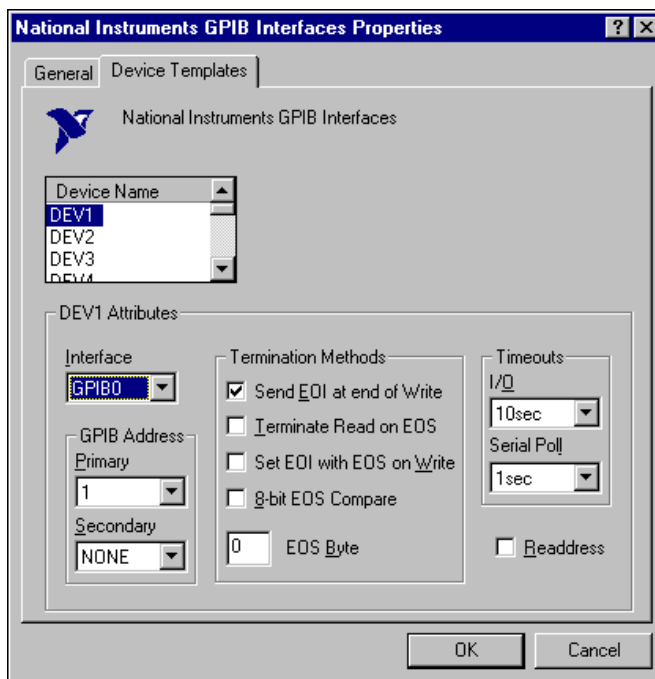 National Instruments GPIB Interfaces Properties
General
Device Templates
National Instruments GPIB Interfaces
Device Name
DEV1
DEV2
DEV3
DEV4
DEV1 Attributes
Interface
GPIB0
GPIB Address
Primary
1
Secondary
NONE
Termination Methods
Send EOI at end of Write
Terminate Read on EOS
Set EOI with EOS on Write
8-bit EOS Compare
0 EOS Byte
Timeouts
I/O
10sec
Serial Poll
1sec
Readdress
OK
Cancel